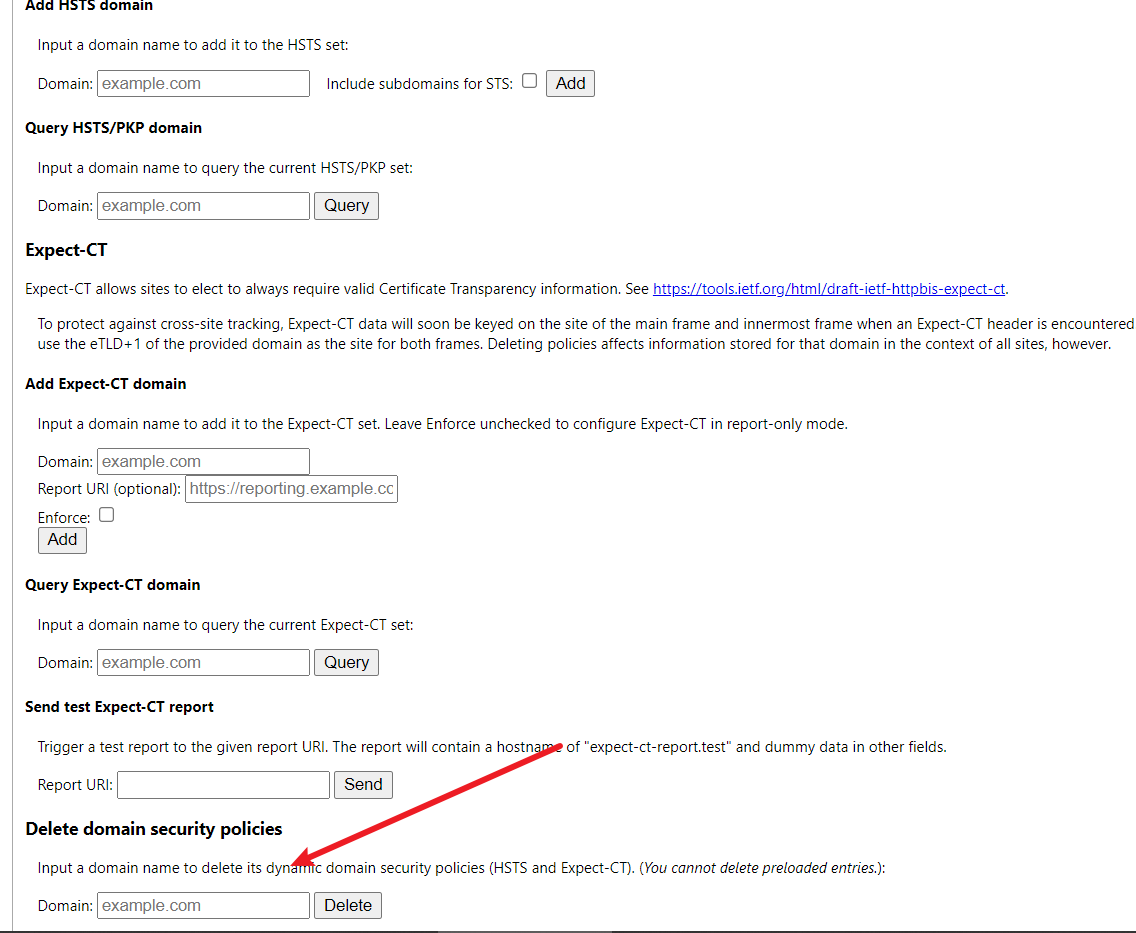 Add HSTS domain
Input a domain name to add it to the HSTS set:
Domain: example.com Include subdomains for STS: Add
Query HSTS/PKP domain
Input a domain name to query the current HSTS/PKP set:
Domain: example.com Query
Expect-CT
Expect-CT allows sites to elect to always require valid Certificate Transparency information. See https://tools.ietf.org/html/draft-ietf-httpbis-expect-ct.
To protect against cross-site tracking, Expect-CT data will soon be keyed on the site of the main frame and innermost frame when an Expect-CT header is encountered
use the eTLD+1 of the provided domain as the site for both frames. Deleting policies affects information stored for that domain in the context of all sites, however.
Add Expect-CT domain
Input a domain name to add it to the Expect-CT set. Leave Enforce unchecked to configure Expect-CT in report-only mode.
Domain: example.com
Report URI (optional): https://reporting.example.cc
Enforce:
Add
Query Expect-CT domain
Input a domain name to query the current Expect-CT set:
Domain: example.com Query
Send test Expect-CT report
Trigger a test report to the given report URI. The report will contain a hostname of "expect-ct-report.test" and dummy data in other fields.
Report URI: Send
Delete domain security policies
Input a domain name to delete its dynamic domain security policies (HSTS and Expect-CT). (You cannot delete preloaded entries.):
Domain: example.com Delete